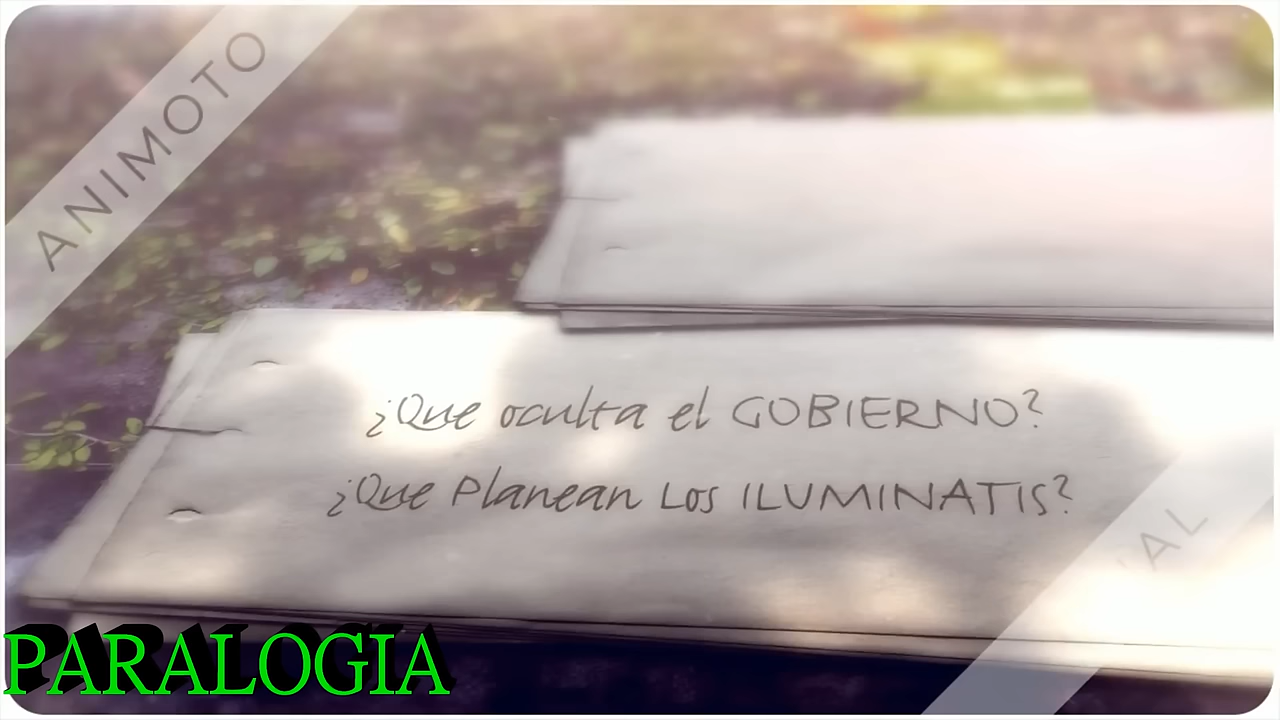 ANIMOTO
¿Que oculta el GOBIERNO?
¿Que Planean Los ILUMINATIS?
PARALOGIA